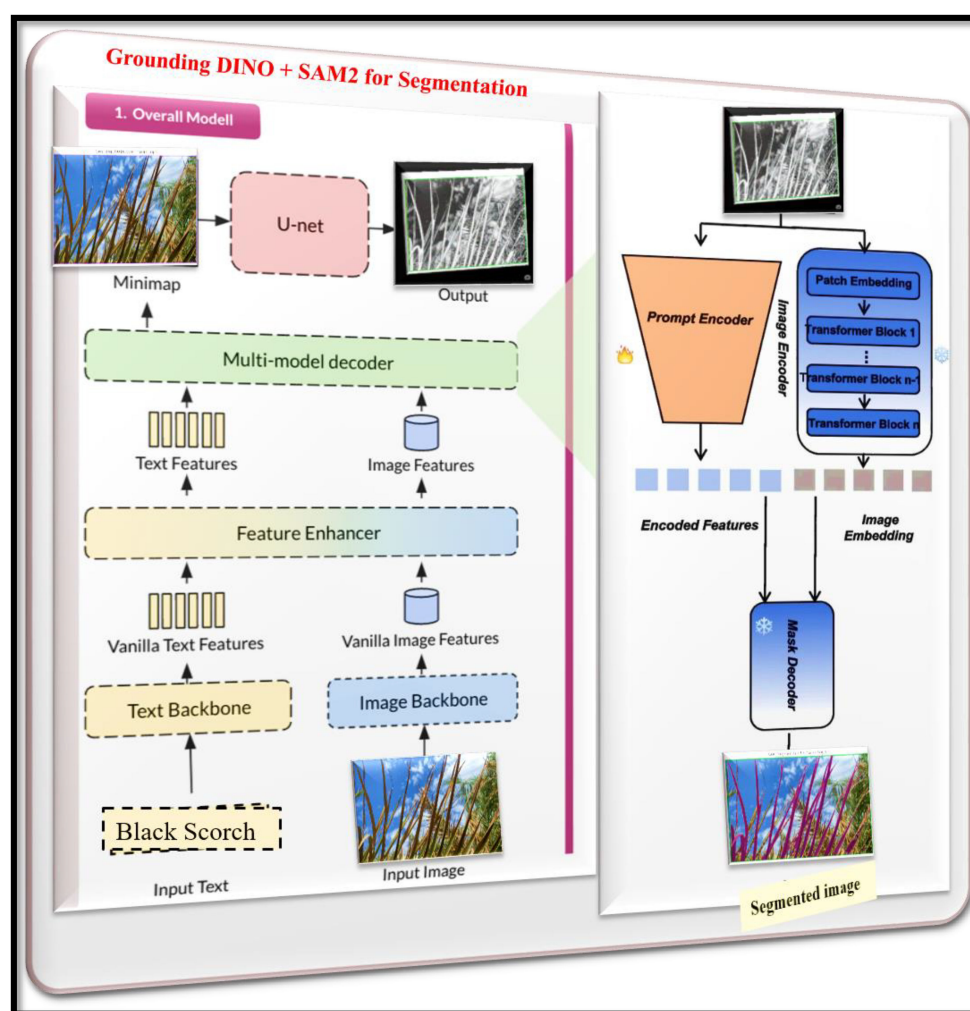 Grounding DINO + SAM2 for Segmentation
1. Overall Modell
U-net
Minimap
Output
Multi-model decoder
Text Features
Image Features
Feature Enhancer
Vanilla Text Features
Vanilla Image Features
Text Backbone
Image Backbone
Black Scorch
Input Text
Input Image
Prompt Encoder
Image Encoder
Patch Embedding
Transformer Block 1
Transformer Block n-1
Transformer Block n
Encoded Features
Image
Embedding
Mask Decoder
Segmented image